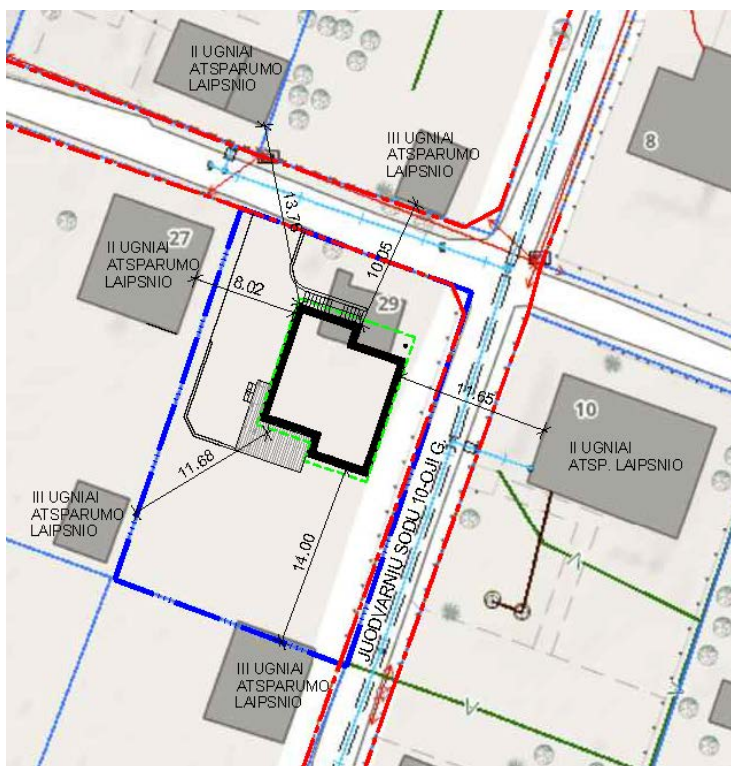 II UGNIAI
ATSPARUMO
LAIPSNIO
III UGNIAI
ATSPARUMO
LAIPSNIO
8
13.76
10.05
27
II UGNIAI
ATSPARUMO
LAIPSNIO
8.02
29
11.65
10
II UGNIAI
ATSP. LAIPSNIO
11.68
III UGNIAI
ATSPARUMO
LAIPSNIO
14.00
JUODVARNIŲ SODŲ 10-OJI G.
III UGNIAI
ATSPARUMO
LAIPSNIO